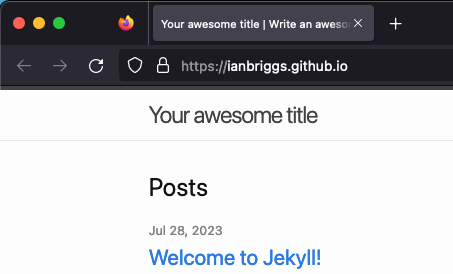 Your awesome title | Write an aweso
https://ianbriggs.github.io
Your awesome title
Posts
Jul 28, 2023
Welcome to Jekyll!